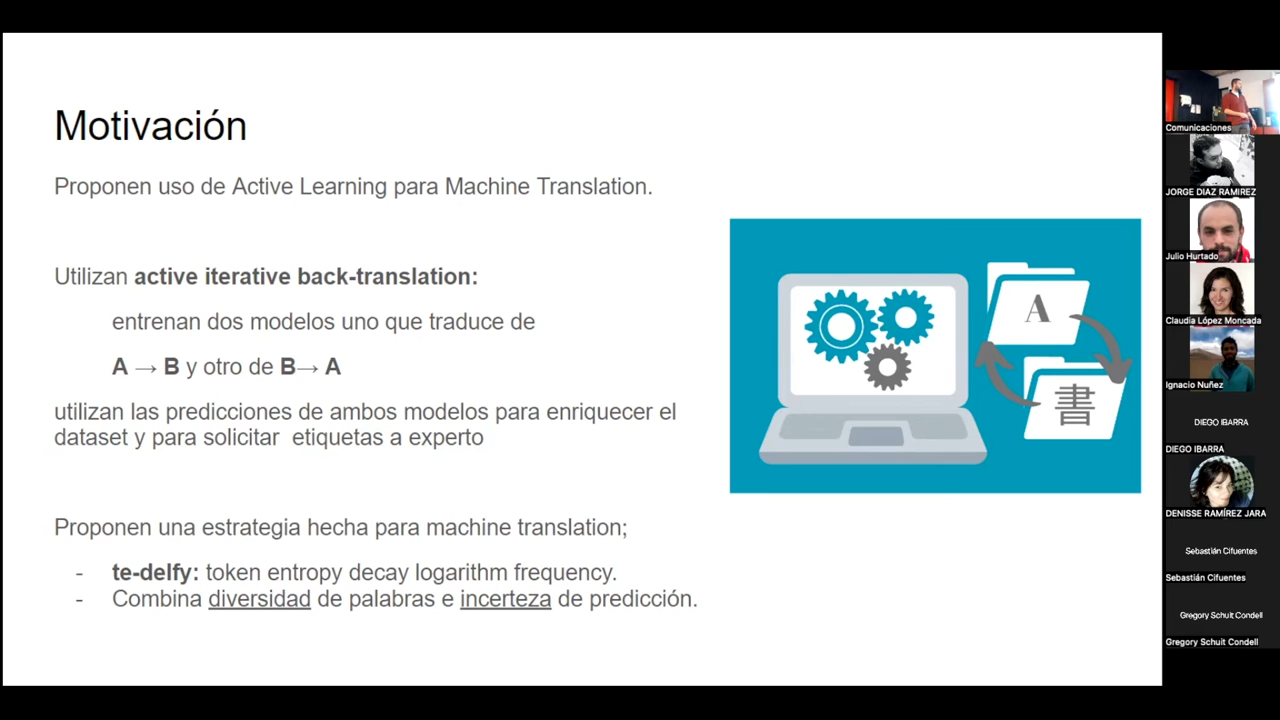 Motivación
Proponen uso de Active Learning para Machine Translation.
Utilizan active iterative back-translation:
entrenan dos modelos uno que traduce de
A → B y otro de B→ A
utilizan las predicciones de ambos modelos para enriquecer el
dataset y para solicitar  etiquetas a experto
Proponen una estrategia hecha para machine translation;
- te-delfy: token entropy decay logarithm frequency.
- Combina diversidad de palabras e incerteza de predicción.
A
書
Comunicaciones
JORGE DIAZ RAMIREZ
Julio Hurtado
Claudia López Moncada
Ignacio Nuñez
DIEGO IBARRA
DIEGO IBARRA
DENISSE RAMÍREZ JARA
Sebastián Cifuentes
Sebastián Cifuentes
Gregory Schuit Condell
Gregory Schuit Condell